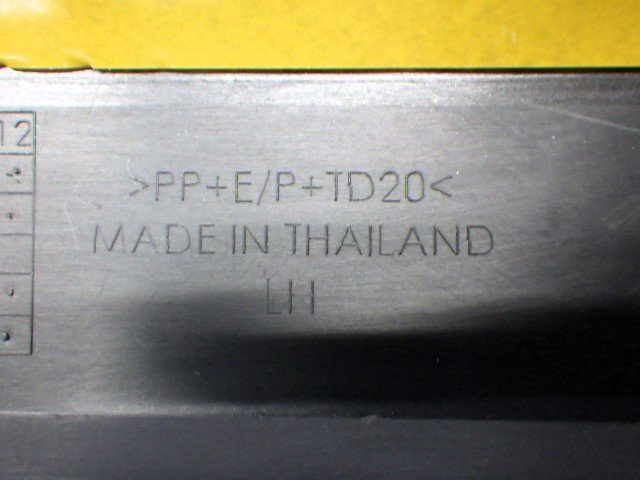 12
>PP+E/P+TD20<
MADE IN THAILAND
LH